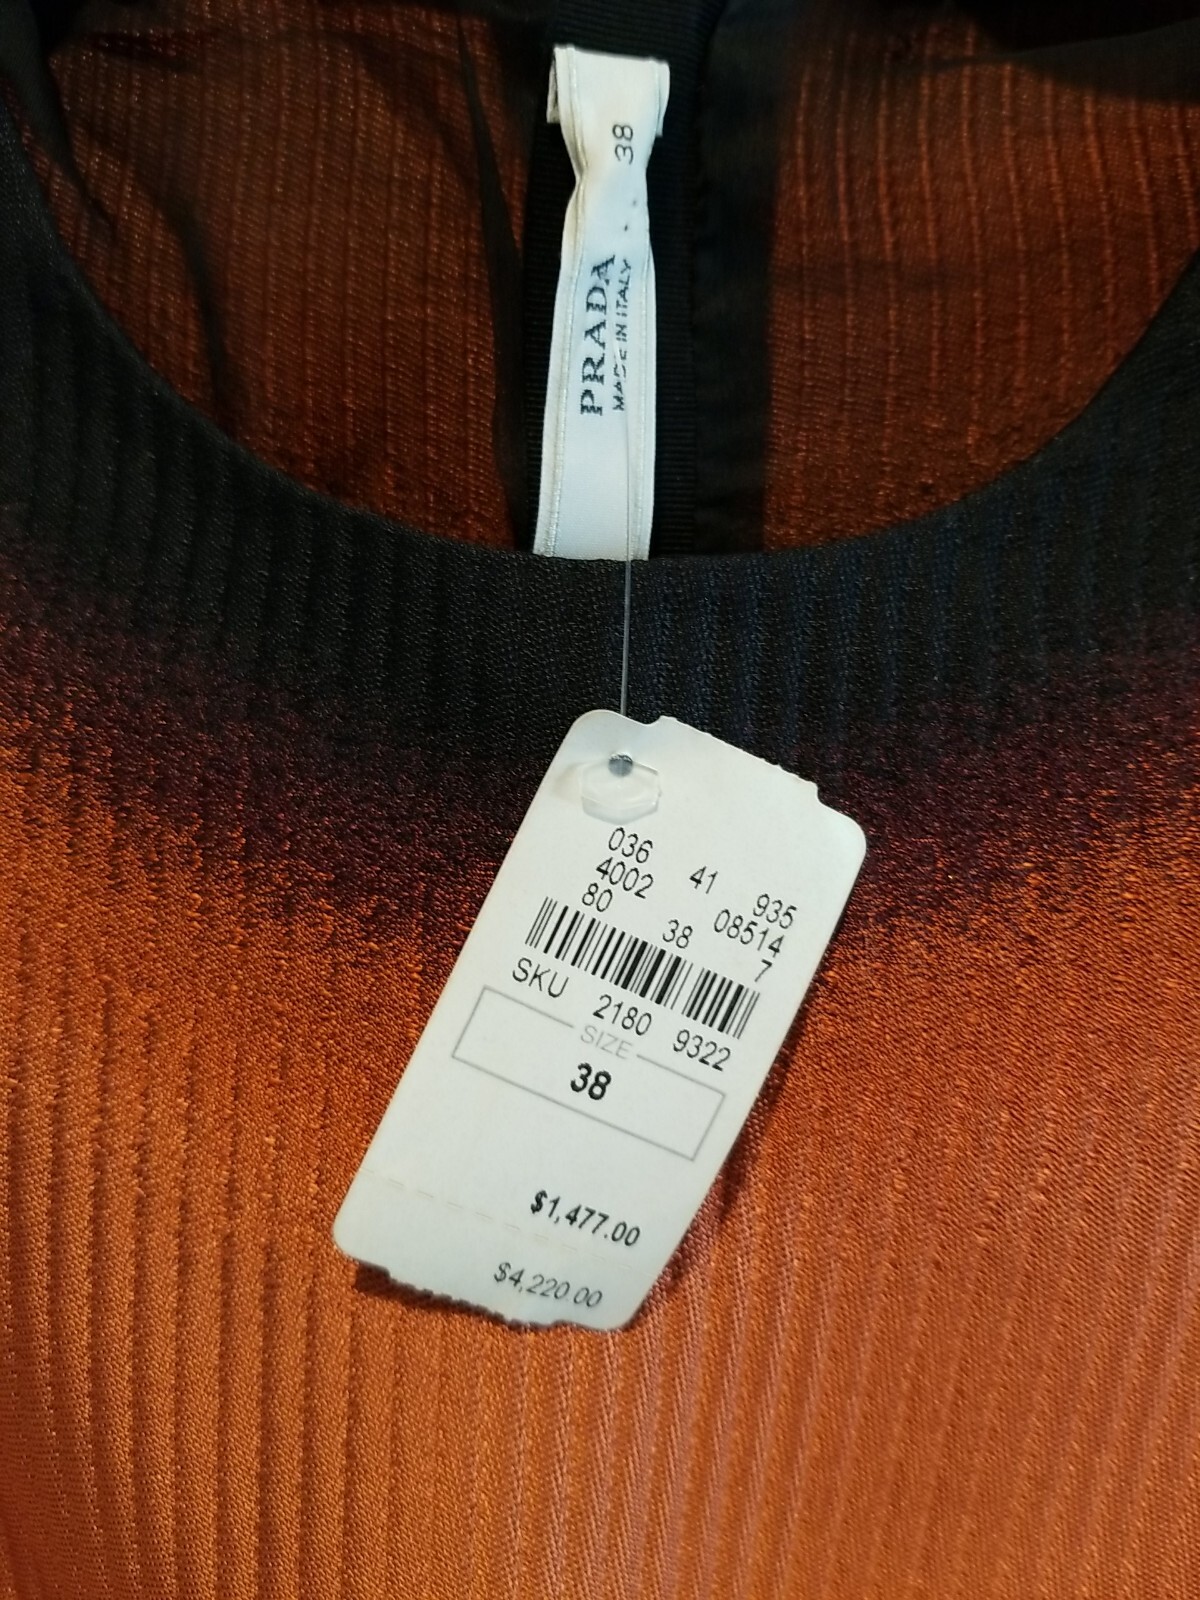 38
PRADA
MADE IN ITALY
036 41 935
4002 08514
80 38 7
SKU 2180 9322
SIZE
38
$1,477.00
$4,220.00